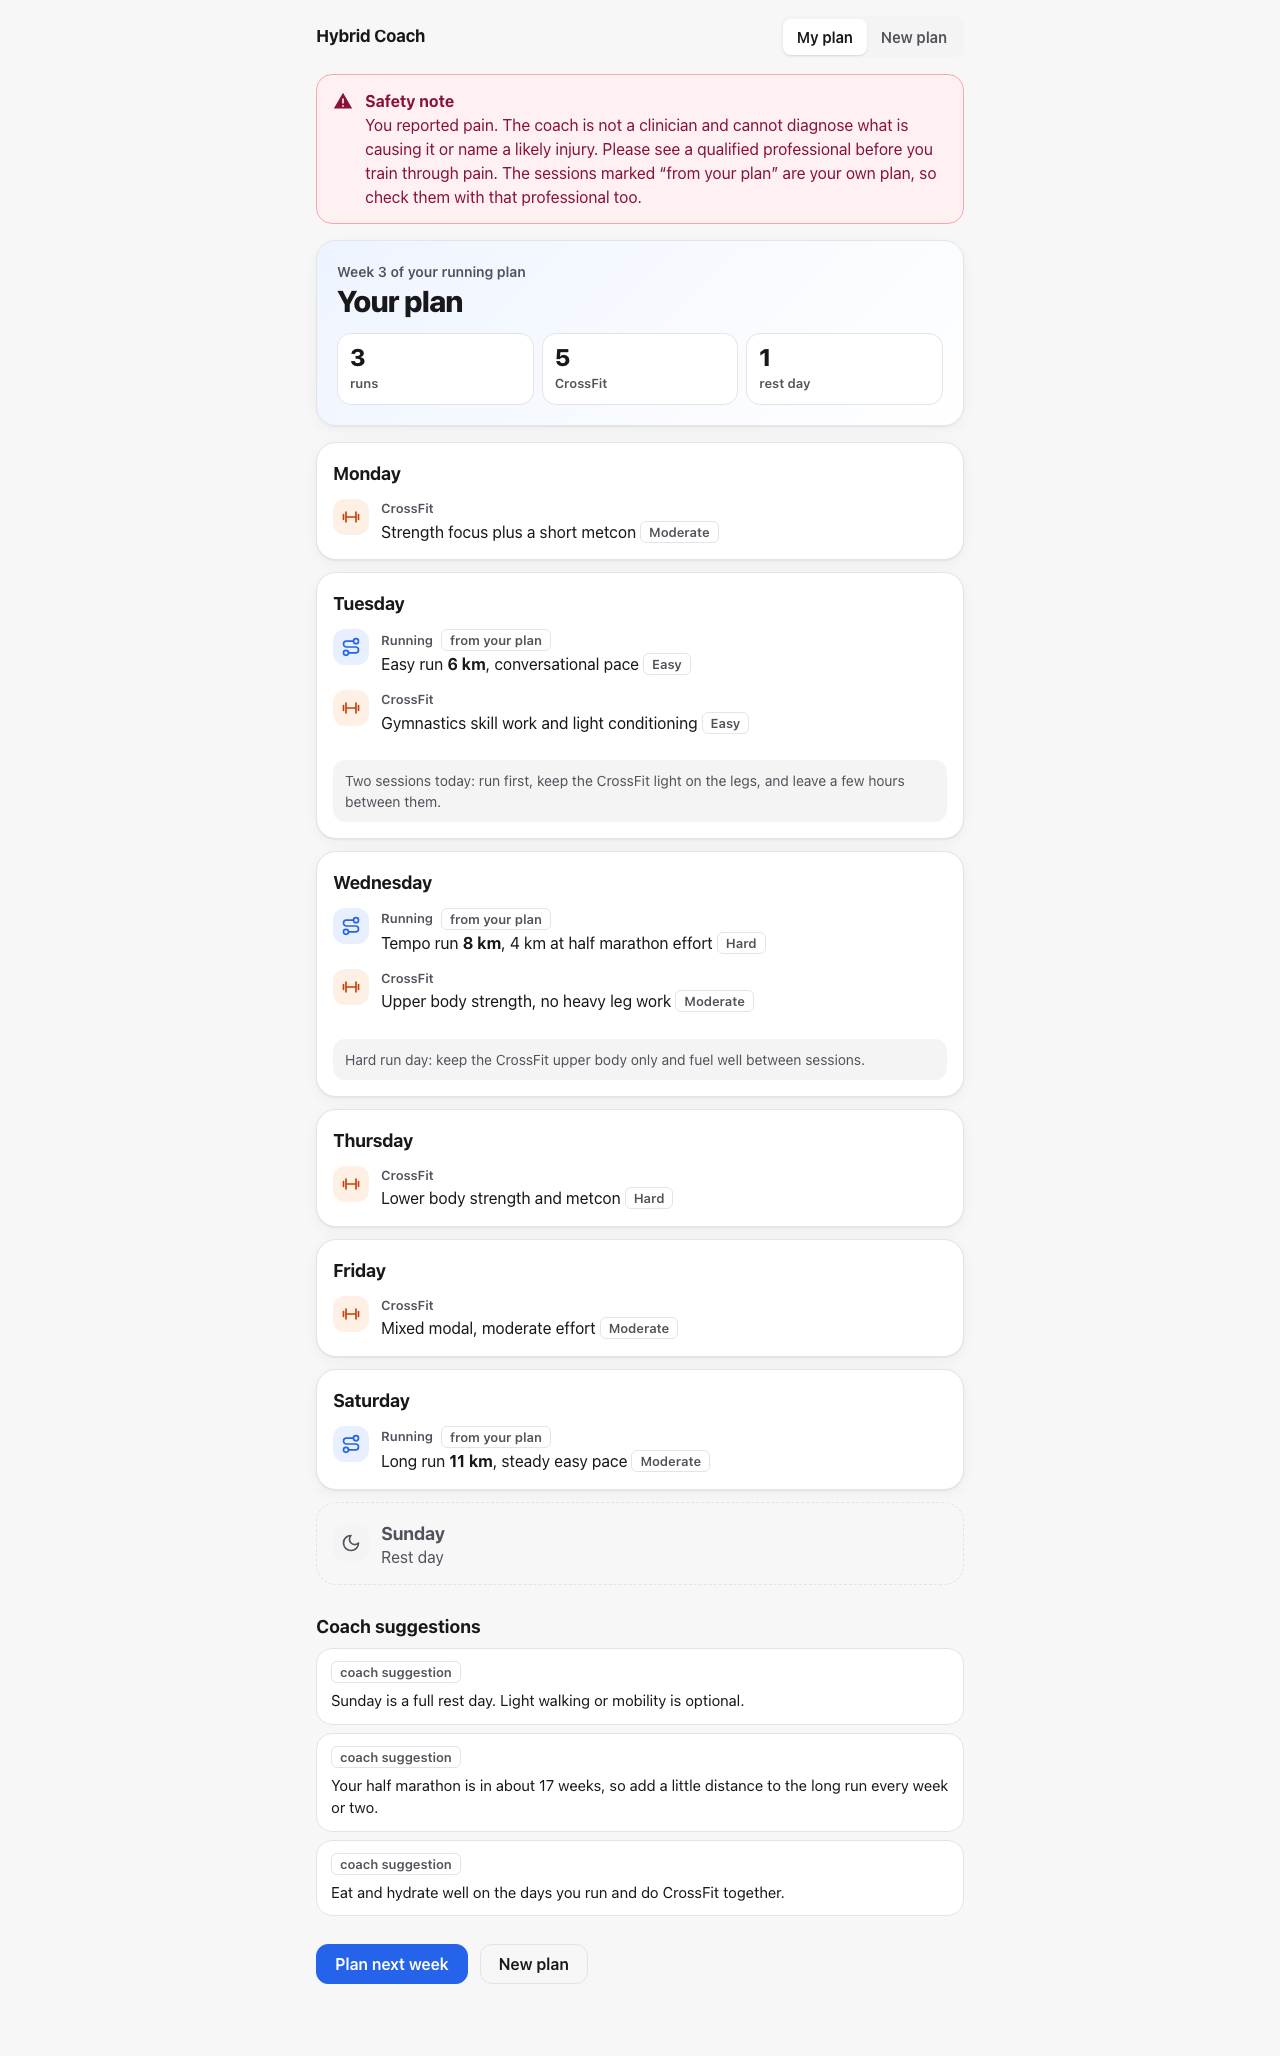 Hybrid Coach
My plan
New plan
Safety note
You reported pain. The coach is not a clinician and cannot diagnose what is
causing it or name a likely injury. Please see a qualified professional before you
train through pain. The sessions marked “from your plan” are your own plan, so
check them with that professional too.
Week 3 of your running plan
Your plan
3
runs
5
CrossFit
1
rest day
Monday
CrossFit
Strength focus plus a short metcon Moderate
Tuesday
Running from your plan
Easy run 6 km, conversational pace Easy
CrossFit
Gymnastics skill work and light conditioning Easy
Two sessions today: run first, keep the CrossFit light on the legs, and leave a few hours
between them.
Wednesday
Running from your plan
Tempo run 8 km, 4 km at half marathon effort Hard
CrossFit
Upper body strength, no heavy leg work Moderate
Hard run day: keep the CrossFit upper body only and fuel well between sessions.
Thursday
CrossFit
Lower body strength and metcon Hard
Friday
CrossFit
Mixed modal, moderate effort Moderate
Saturday
Running from your plan
Long run 11 km, steady easy pace Moderate
Sunday
Rest day
Coach suggestions
coach suggestion
Sunday is a full rest day. Light walking or mobility is optional.
coach suggestion
Your half marathon is in about 17 weeks, so add a little distance to the long run every week
or two.
coach suggestion
Eat and hydrate well on the days you run and do CrossFit together.
Plan next week
New plan